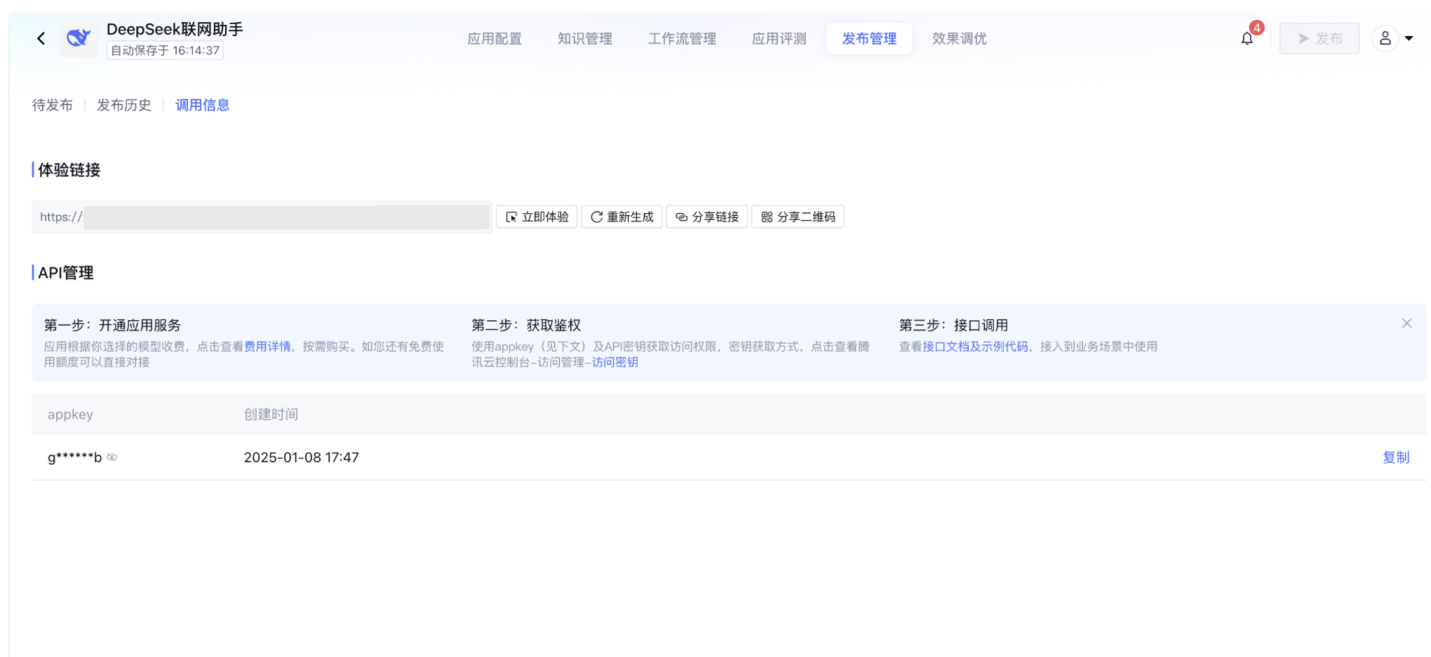 DeepSeek联网助手
自动保存于 16:14:37
应用配置 知识管理 工作流管理 应用评测 发布管理 效果调优
4
发布
待发布 发布历史 调用信息
体验链接
https://
立即体验 重新生成 分享链接 分享二维码
API管理
第一步：开通应用服务
应用根据你选择的模型收费，点击查看费用详情，按需购买。如您还有免费使
用额度可以直接对接
第二步：获取鉴权
使用appkey（见下文）及API密钥获取访问权限，密钥获取方式，点击查看腾
讯云控制台-访问管理-访问密钥
第三步：接口调用
查看接口文档及示例代码，接入到业务场景中使用
appkey 创建时间
g******b 2025-01-08 17:47 复制